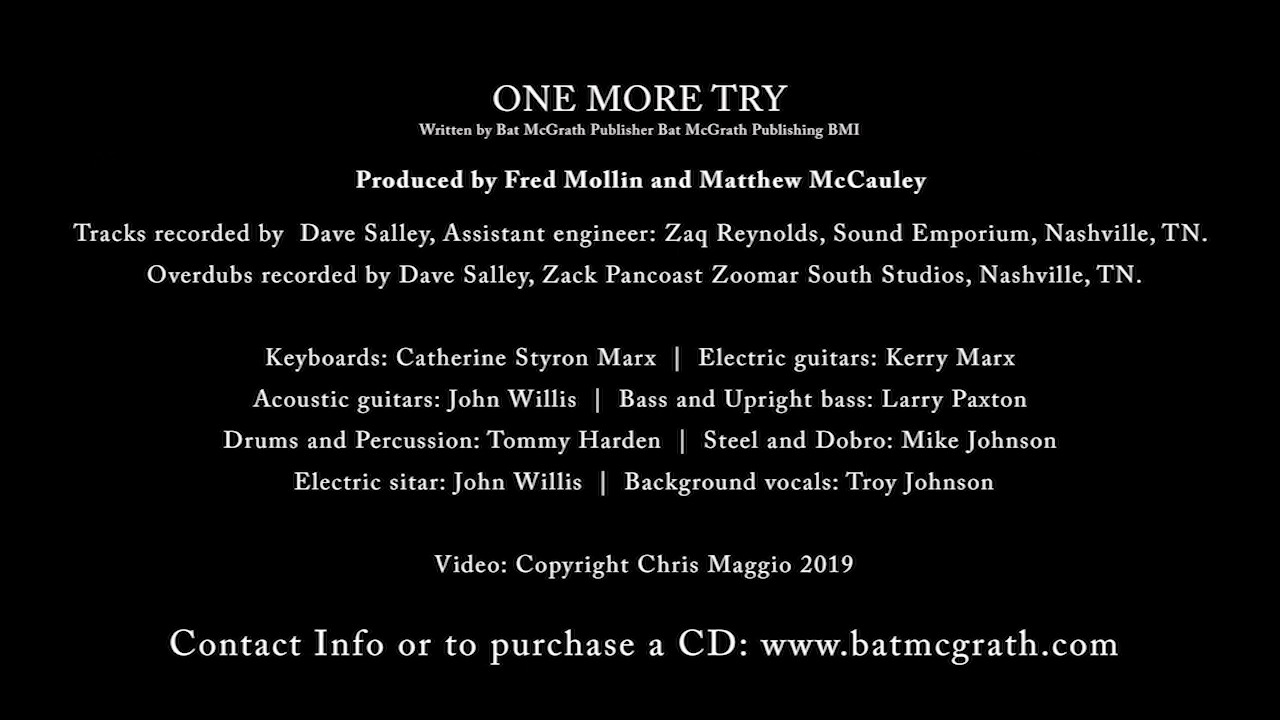 ONE MORE TRY
Written by Bat McGrath Publisher Bat McGrath Publishing BMI
Produced by Fred Mollin and Matthew McCauley
Tracks recorded by Dave Salley, Assistant engineer: Zaq Reynolds, Sound Emporium, Nashville, TN.
Overdubs recorded by Dave Salley, Zack Pancoast Zoomar South Studios, Nashville, TN.
Keyboards: Catherine Styron Marx | Electric guitars: Kerry Marx
Acoustic guitars: John Willis | Bass and Upright bass: Larry Paxton
Drums and Percussion: Tommy Harden | Steel and Dobro: Mike Johnson
Electric sitar: John Willis | Background vocals: Troy Johnson
Video: Copyright Chris Maggio 2019
Contact Info or to purchase a CD: www.batmcgrath.com